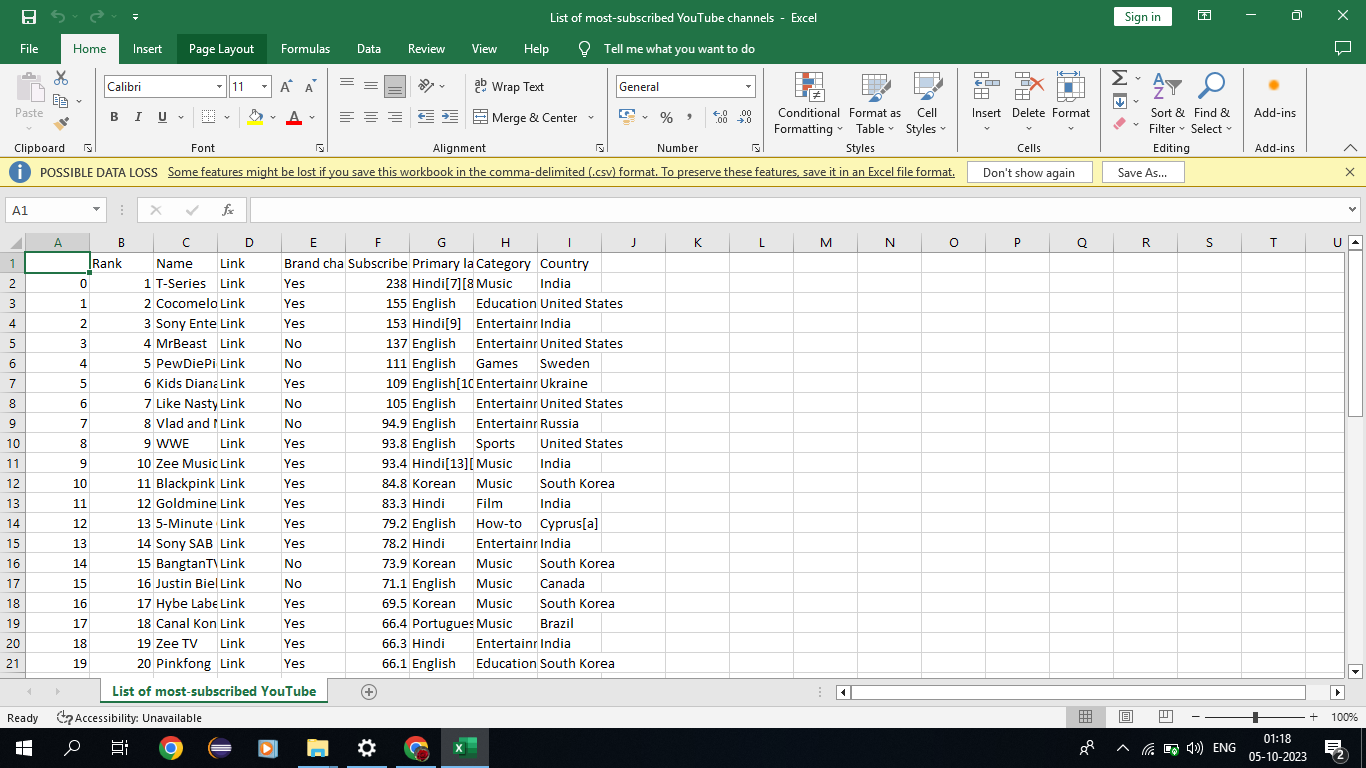 List of most-subscribed YouTube channels - Excel
Sign in
File Home Insert Page Layout Formulas Data Review View Help Tell me what you want to do
Calibri 11 A A Wrap Text General
Paste B I U A Merge & Center % , Conditional Formatting Format as Table Cell Styles Insert Delete Format Sort & Filter Find & Select Add-ins
Clipboard Font Alignment Number Styles Cells Editing Add-ins
POSSIBLE DATA LOSS Some features might be lost if you save this workbook in the comma-delimited (.csv) format. To preserve these features, save it in an Excel file format. Don't show again Save As...
A1 fx
A B C D E F G H I J K L M N O P Q R S T U
1 Rank Name Link Brand cha Subscribe Primary la Category Country
2 0 1 T-Series Link Yes 238 Hindi[7][8 Music India
3 1 2 Cocomelo Link Yes 155 English Education United States
4 2 3 Sony Ente Link Yes 153 Hindi[9] Entertainm India
5 3 4 MrBeast Link No 137 English Entertainm United States
6 4 5 PewDiePi Link No 111 English Games Sweden
7 5 6 Kids Diana Link Yes 109 English[10 Entertainm Ukraine
8 6 7 Like Nasty Link No 105 English Entertainm United States
9 7 8 Vlad and N Link No 94.9 English Entertainm Russia
10 8 9 WWE Link Yes 93.8 English Sports United States
11 9 10 Zee Music Link Yes 93.4 Hindi[13][ Music India
12 10 11 Blackpink Link Yes 84.8 Korean Music South Korea
13 11 12 Goldmine Link Yes 83.3 Hindi Film India
14 12 13 5-Minute Link Yes 79.2 English How-to Cyprus[a]
15 13 14 Sony SAB Link Yes 78.2 Hindi Entertainm India
16 14 15 BangtanTV Link No 73.9 Korean Music South Korea
17 15 16 Justin Biel Link No 71.1 English Music Canada
18 16 17 Hybe Labe Link Yes 69.5 Korean Music South Korea
19 17 18 Canal Kon Link Yes 66.4 Portugues Music Brazil
20 18 19 Zee TV Link Yes 66.3 Hindi Entertainm India
21 19 20 Pinkfong Link Yes 66.1 English Education South Korea
List of most-subscribed YouTube
Ready Accessibility: Unavailable 100%
ENG 01:18
05-10-2023 2